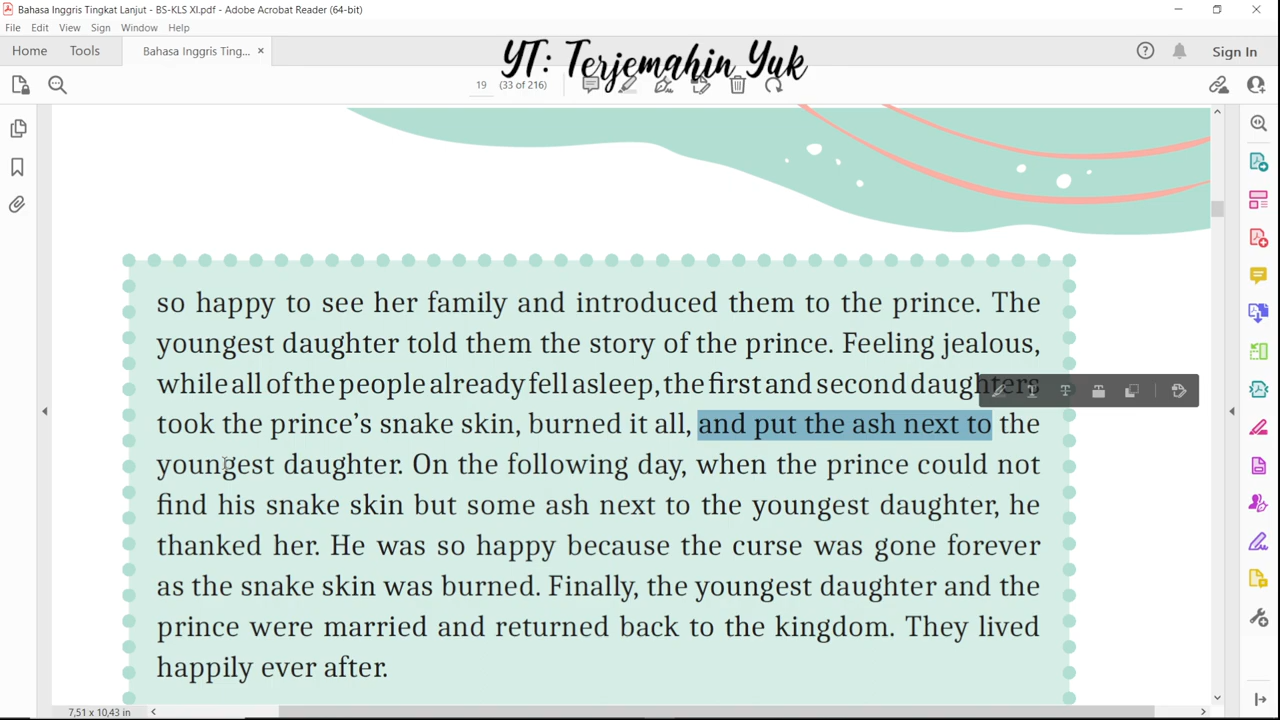 Bahasa Inggris Tingkat Lanjut - BS-KLS XI.pdf - Adobe Acrobat Reader (64-bit)
File Edit View Sign Window Help
Home Tools Bahasa Inggris Ting... × Sign In
YT: Terjemahin Yuk
19 (33 of 216)
so happy to see her family and introduced them to the prince. The
youngest daughter told them the story of the prince. Feeling jealous,
while all of the people already fell asleep, the first and second daughters
took the prince's snake skin, burned it all, and put the ash next to the
youngest daughter. On the following day, when the prince could not
find his snake skin but some ash next to the youngest daughter, he
thanked her. He was so happy because the curse was gone forever
as the snake skin was burned. Finally, the youngest daughter and the
prince were married and returned back to the kingdom. They lived
happily ever after.
7,51 x 10,43 in